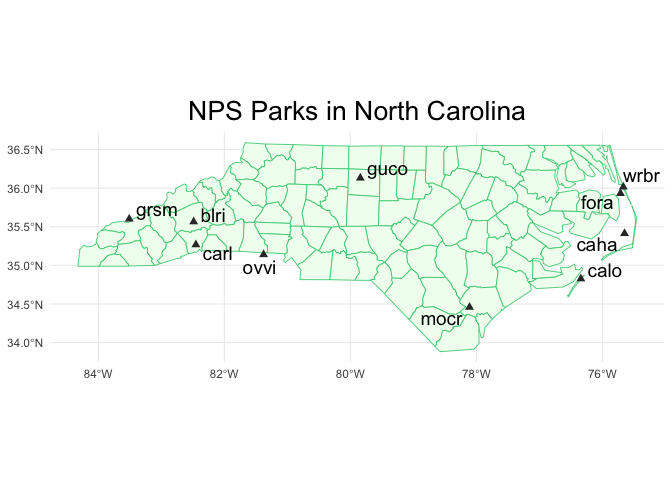 NPS Parks in North Carolina
36.5°N
36.0°N
35.5°N
35.0°N
34.5°N
34.0°N
guco
wrbr
grsm
blri
fora
carl
caha
ovvi
calo
mocr
84°W
82°W
80°W
78°W
76°W